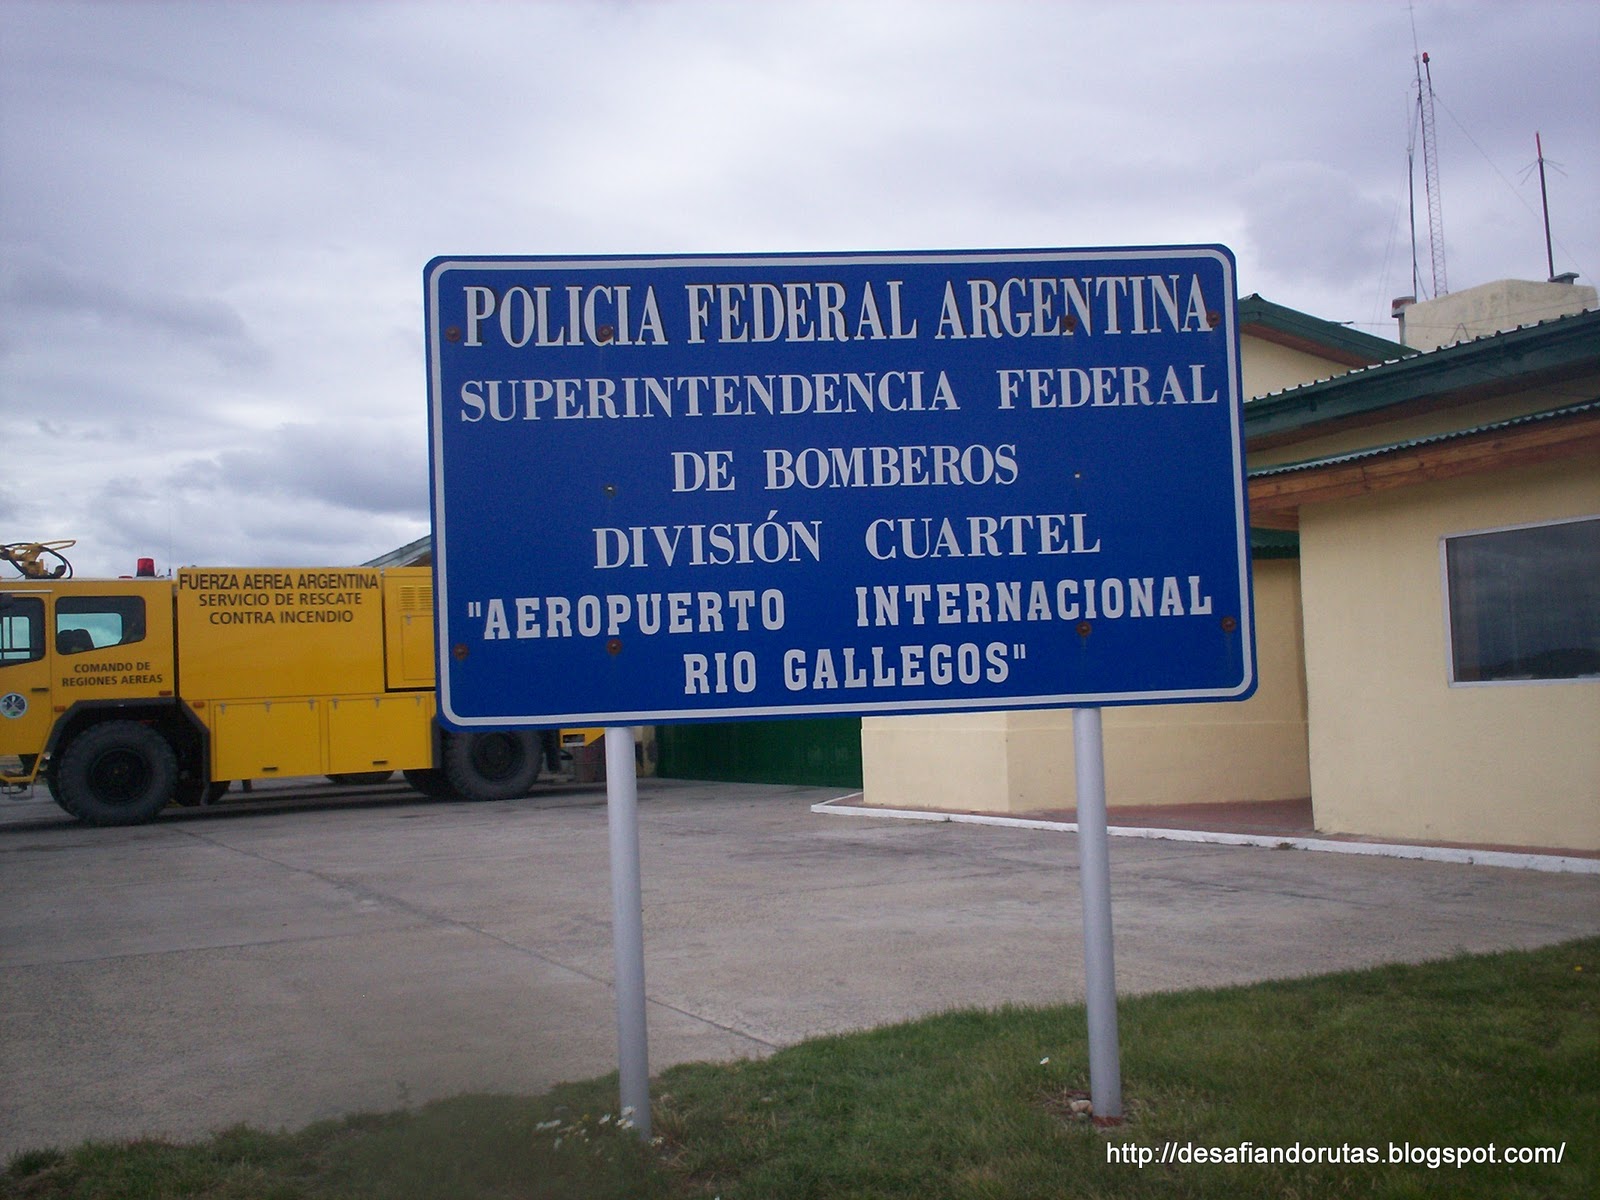 POLICIA FEDERAL ARGENTINA
SUPERINTENDENCIA FEDERAL
DE BOMBEROS
DIVISIÓN CUARTEL
"AEROPUERTO INTERNACIONAL
RIO GALLEGOS"
FUERZA AEREA ARGENTINA
SERVICIO DE RESCATE
CONTRA INCENDIO
COMANDO DE
REGIONES AEREAS
http://desafiandorutas.blogspot.com/